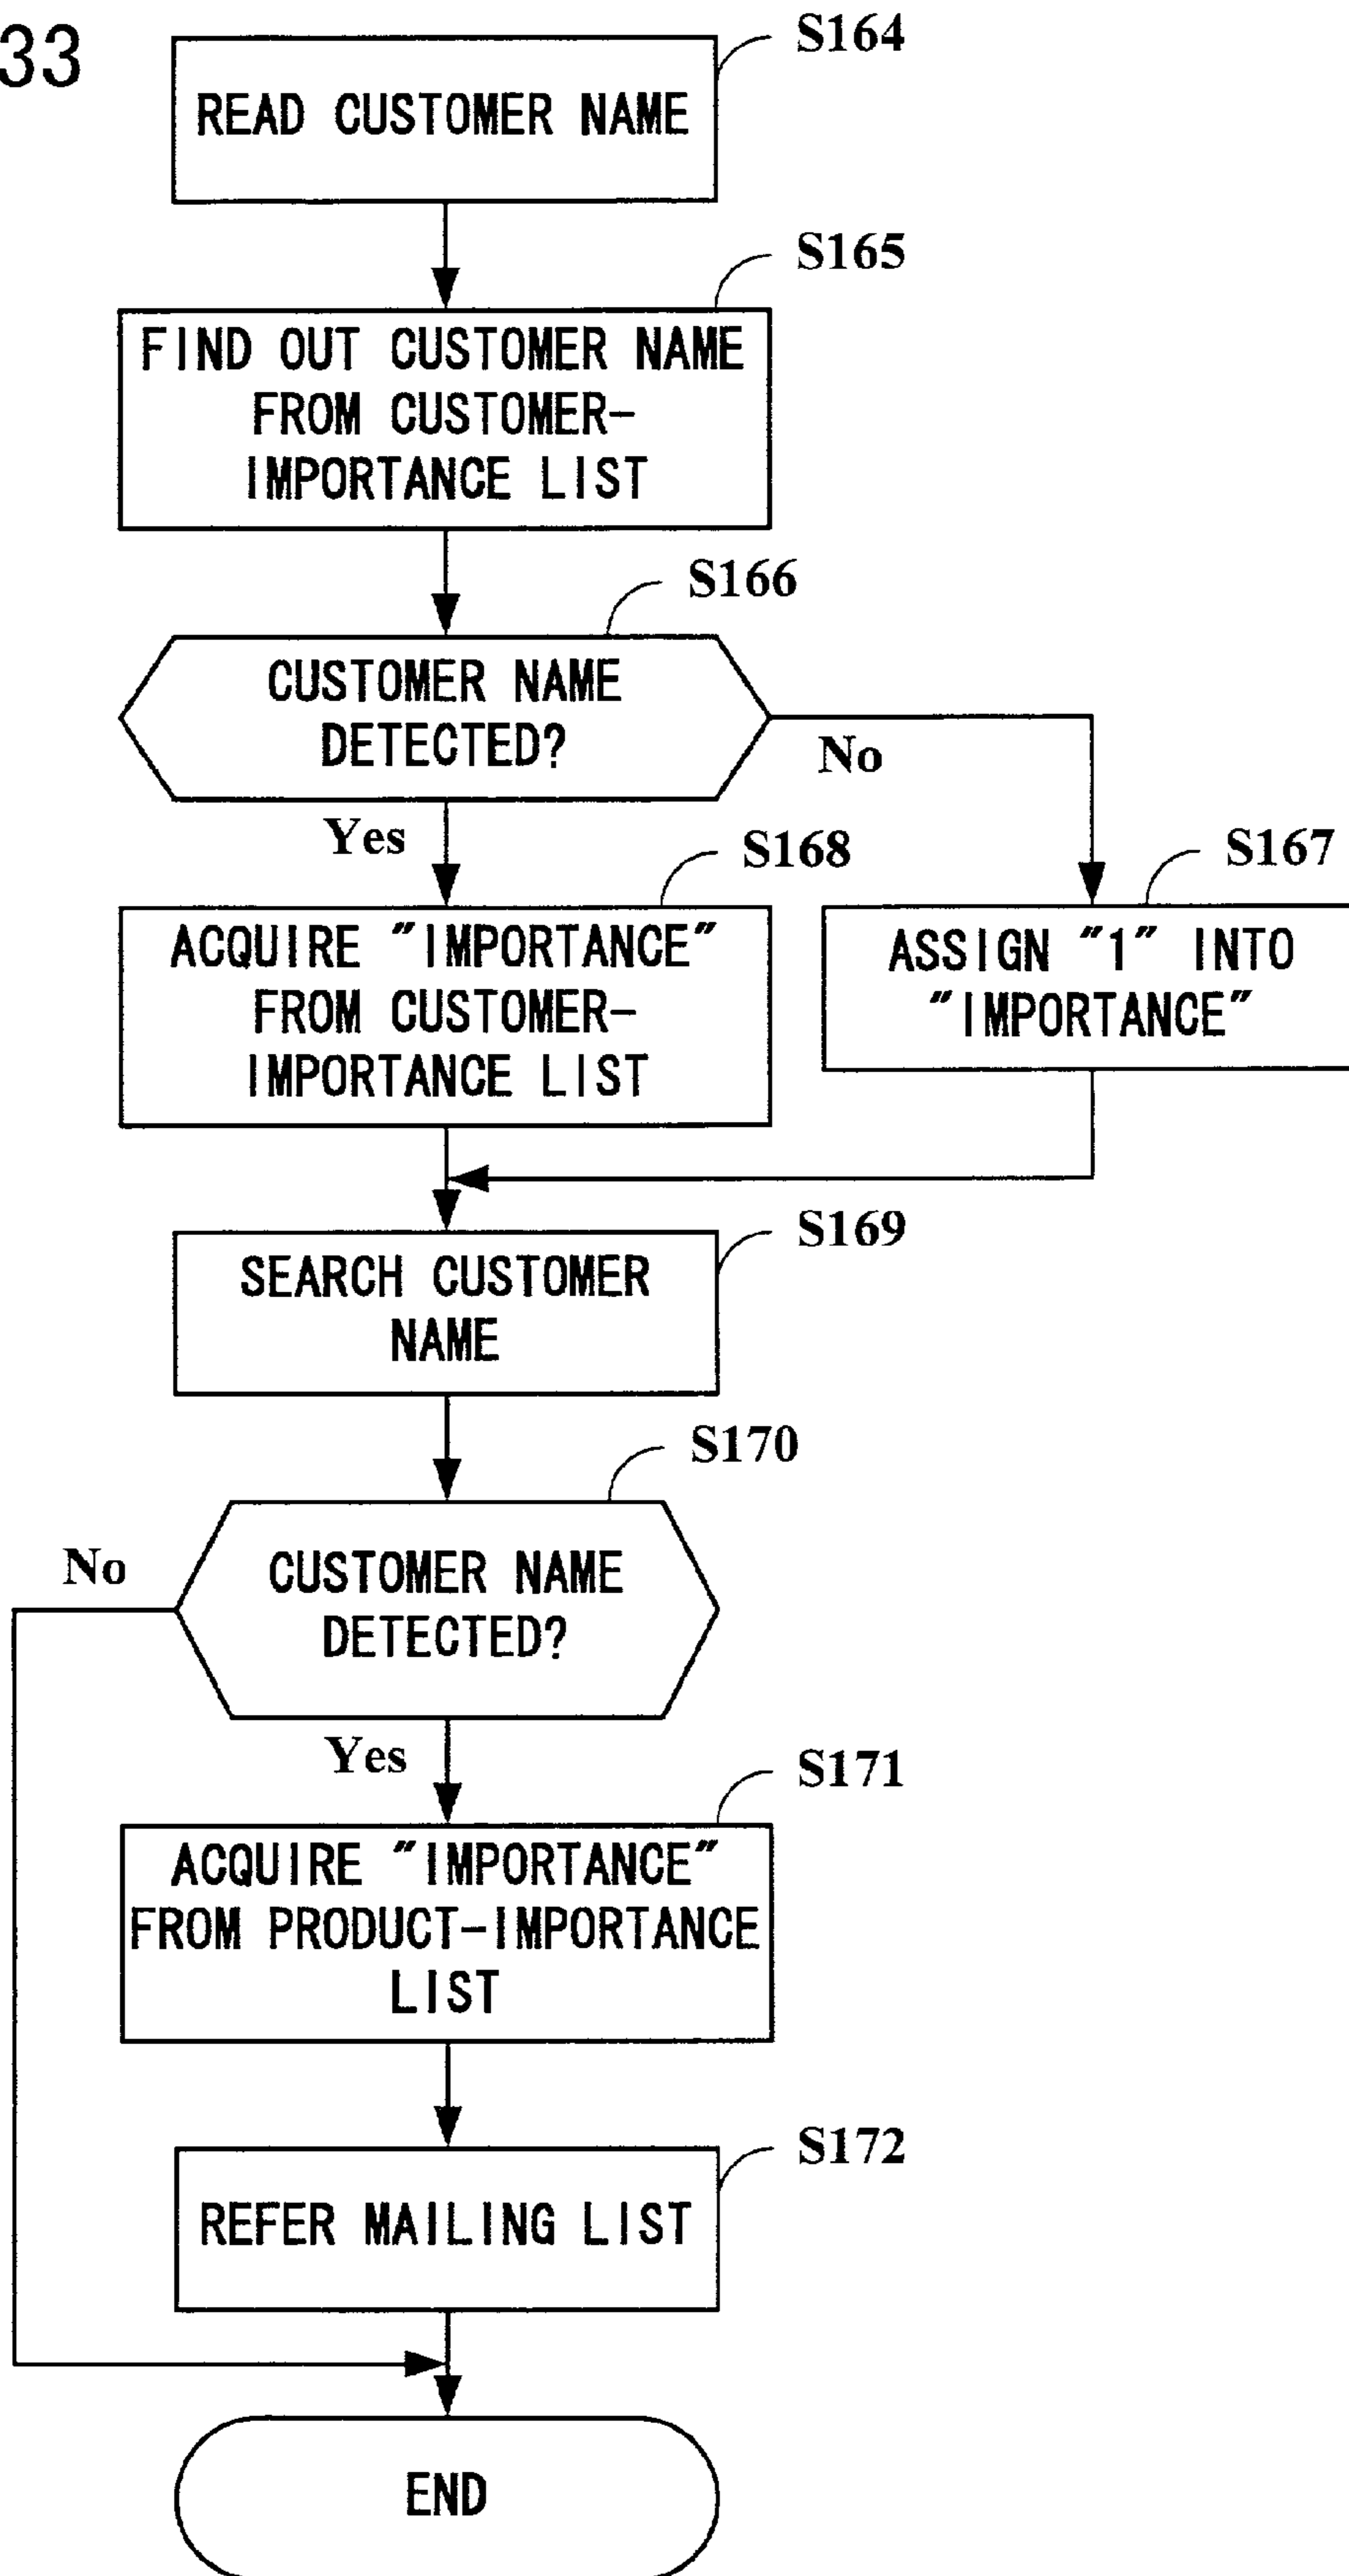 33
S164
READ CUSTOMER NAME
S165
FIND OUT CUSTOMER NAME
FROM CUSTOMER-
IMPORTANCE LIST
S166
CUSTOMER NAME
DETECTED?
No
Yes
S168
S167
ACQUIRE "IMPORTANCE"
FROM CUSTOMER-
IMPORTANCE LIST
ASSIGN "1" INTO
"IMPORTANCE"
S169
SEARCH CUSTOMER
NAME
S170
No
CUSTOMER NAME
DETECTED?
Yes
S171
ACQUIRE "IMPORTANCE"
FROM PRODUCT-IMPORTANCE
LIST
S172
REFER MAILING LIST
END